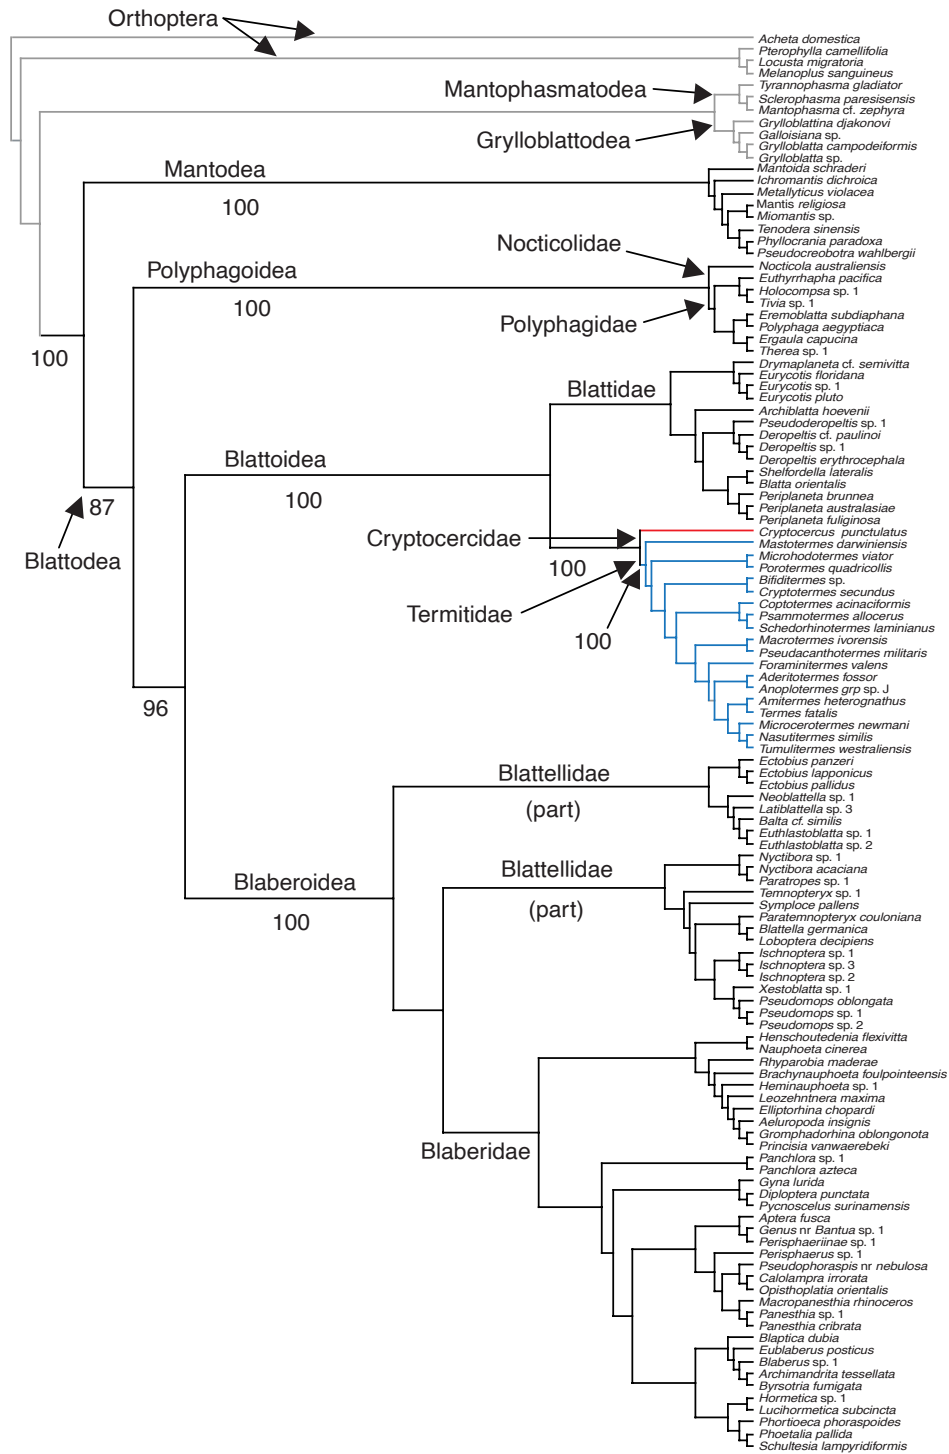 Orthoptera
Acheta domestica
Pterophylla camellifolia
Locusta migratoria
Melanoplus sanguineus
Mantophasmatodea
Tyrannophasma gladiator
Sclerophasma paresisensis
Mantophasma cf. zephyra
Grylloblattodea
Grylloblattina djakonovi
Galloisiana sp.
Grylloblatta campodeiformis
Grylloblatta sp.
Mantodea
100
Mantoida schraderi
Ichromantis dichroica
Metallyticus violacea
Mantis religiosa
Miomantis sp.
Tenodera sinensis
Phyllocrania paradoxa
Pseudocreobotra wahlbergii
Nocticolidae
Polyphagoidea
100
Polyphagidae
Nocticola australiensis
Euthyrrhapha pacifica
Holocompsa sp. 1
Tivia sp. 1
Eremoblatta subdiaphana
Polyphaga aegyptiaca
Ergaula capucina
Therea sp. 1
100
Blattidae
Drymaplaneta cf. semivitta
Eurycotis floridana
Eurycotis sp. 1
Eurycotis pluto
Archiblatta hoevenii
Pseudoderopeltis sp. 1
Deropeltis cf. paulinoi
Deropeltis sp. 1
Deropeltis erythrocephala
Shelfordella lateralis
Blatta orientalis
Periplaneta brunnea
Periplaneta australasiae
Periplaneta fuliginosa
Blattoidea
100
87
Blattodea
Cryptocercidae
100
Termitidae
100
Cryptocercus punctulatus
Mastotermes darwiniensis
Microhodotermes viator
Porotermes quadricollis
Bifiditermes sp.
Cryptotermes secundus
Coptotermes acinaciformis
Psammotermes allocerus
Schedorhinotermes laminianus
Macrotermes ivorensis
Pseudacanthotermes militaris
Foraminitermes valens
Aderitotermes fossor
Anoplotermes grp sp. J
Amitermes heterognathus
Termes fatalis
Microcerotermes newmani
Nasutitermes similis
Tumulitermes westraliensis
96
Blattellidae
(part)
Ectobius panzeri
Ectobius lapponicus
Ectobius pallidus
Neoblattella sp. 1
Latiblattella sp. 3
Balta cf. similis
Euthlastoblatta sp. 1
Euthlastoblatta sp. 2
Blaberoidea
100
Blattellidae
(part)
Nyctibora sp. 1
Nyctibora acaciana
Paratropes sp. 1
Temnopteryx sp. 1
Symploce pallens
Paratemnopteryx couloniana
Blattella germanica
Loboptera decipiens
Ischnoptera sp. 1
Ischnoptera sp. 3
Ischnoptera sp. 2
Xestoblatta sp. 1
Pseudomops oblongata
Pseudomops sp. 1
Pseudomops sp. 2
Blaberidae
Henschoutedenia flexivitta
Nauphoeta cinerea
Rhyparobia maderae
Brachynauphoeta foulpointeensis
Heminauphoeta sp. 1
Leozehntnera maxima
Elliptorhina chopardi
Aeluropoda insignis
Gromphadorhina oblongonota
Princisia vanwaerebeki
Panchlora sp. 1
Panchlora azteca
Gyna lurida
Diploptera punctata
Pycnoscelus surinamensis
Aptera fusca
Genus nr Bantua sp. 1
Perisphaeriinae sp. 1
Perisphaerus sp. 1
Pseudophoraspis nr nebulosa
Calolampra irrorata
Opisthoplatia orientalis
Macropanesthia rhinoceros
Panesthia sp. 1
Panesthia cribrata
Blaptica dubia
Eublaberus posticus
Blaberus sp. 1
Archimandrita tessellata
Byrsotria fumigata
Hormetica sp. 1
Lucihormetica subcincta
Phortioeca phoraspoides
Phoetalia pallida
Schultesia lampyridiformis